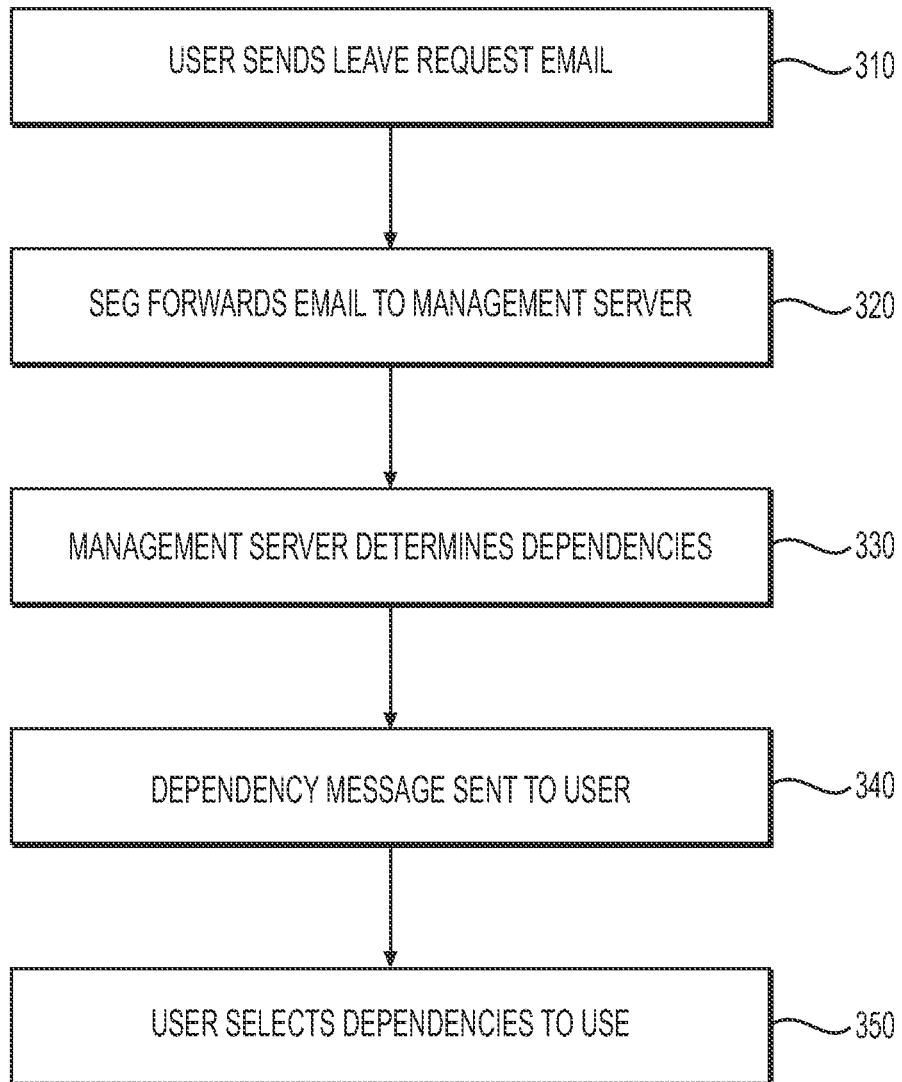 USER SENDS LEAVE REQUEST EMAIL
310
SEG FORWARDS EMAIL TO MANAGEMENT SERVER
320
MANAGEMENT SERVER DETERMINES DEPENDENCIES
330
DEPENDENCY MESSAGE SENT TO USER
340
USER SELECTS DEPENDENCIES TO USE
350